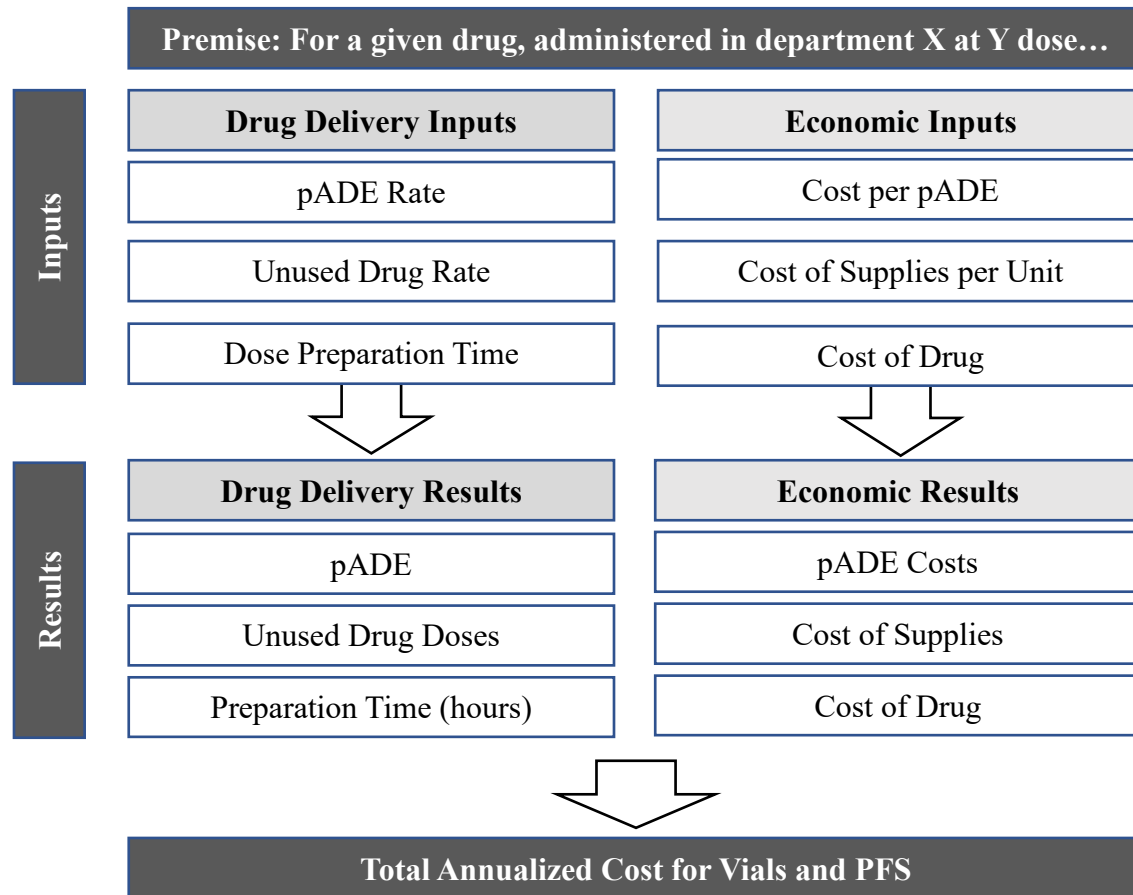 Premise: For a given drug, administered in department X at Y dose…
Inputs
Drug Delivery Inputs
pADE Rate
Unused Drug Rate
Dose Preparation Time
Economic Inputs
Cost per pADE
Cost of Supplies per Unit
Cost of Drug
Results
Drug Delivery Results
pADE
Unused Drug Doses
Preparation Time (hours)
Economic Results
pADE Costs
Cost of Supplies
Cost of Drug
Total Annualized Cost for Vials and PFS